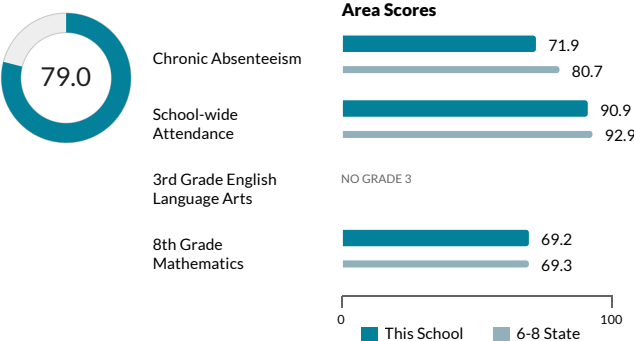 Area Scores
79.0
Chronic Absenteeism
71.9
80.7
School-wide
Attendance
90.9
92.9
3rd Grade English
Language Arts
NO GRADE 3
8th Grade
Mathematics
69.2
69.3
0
100
This School
6-8 State